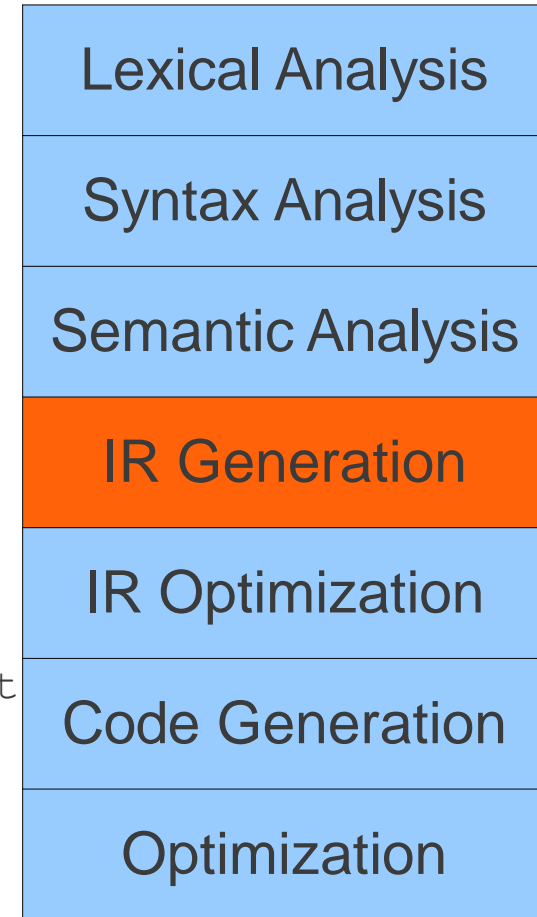 Lexical Analysis
Syntax Analysis
Semantic Analysis
IR Generation
IR Optimization
t
Code Generation
Optimization